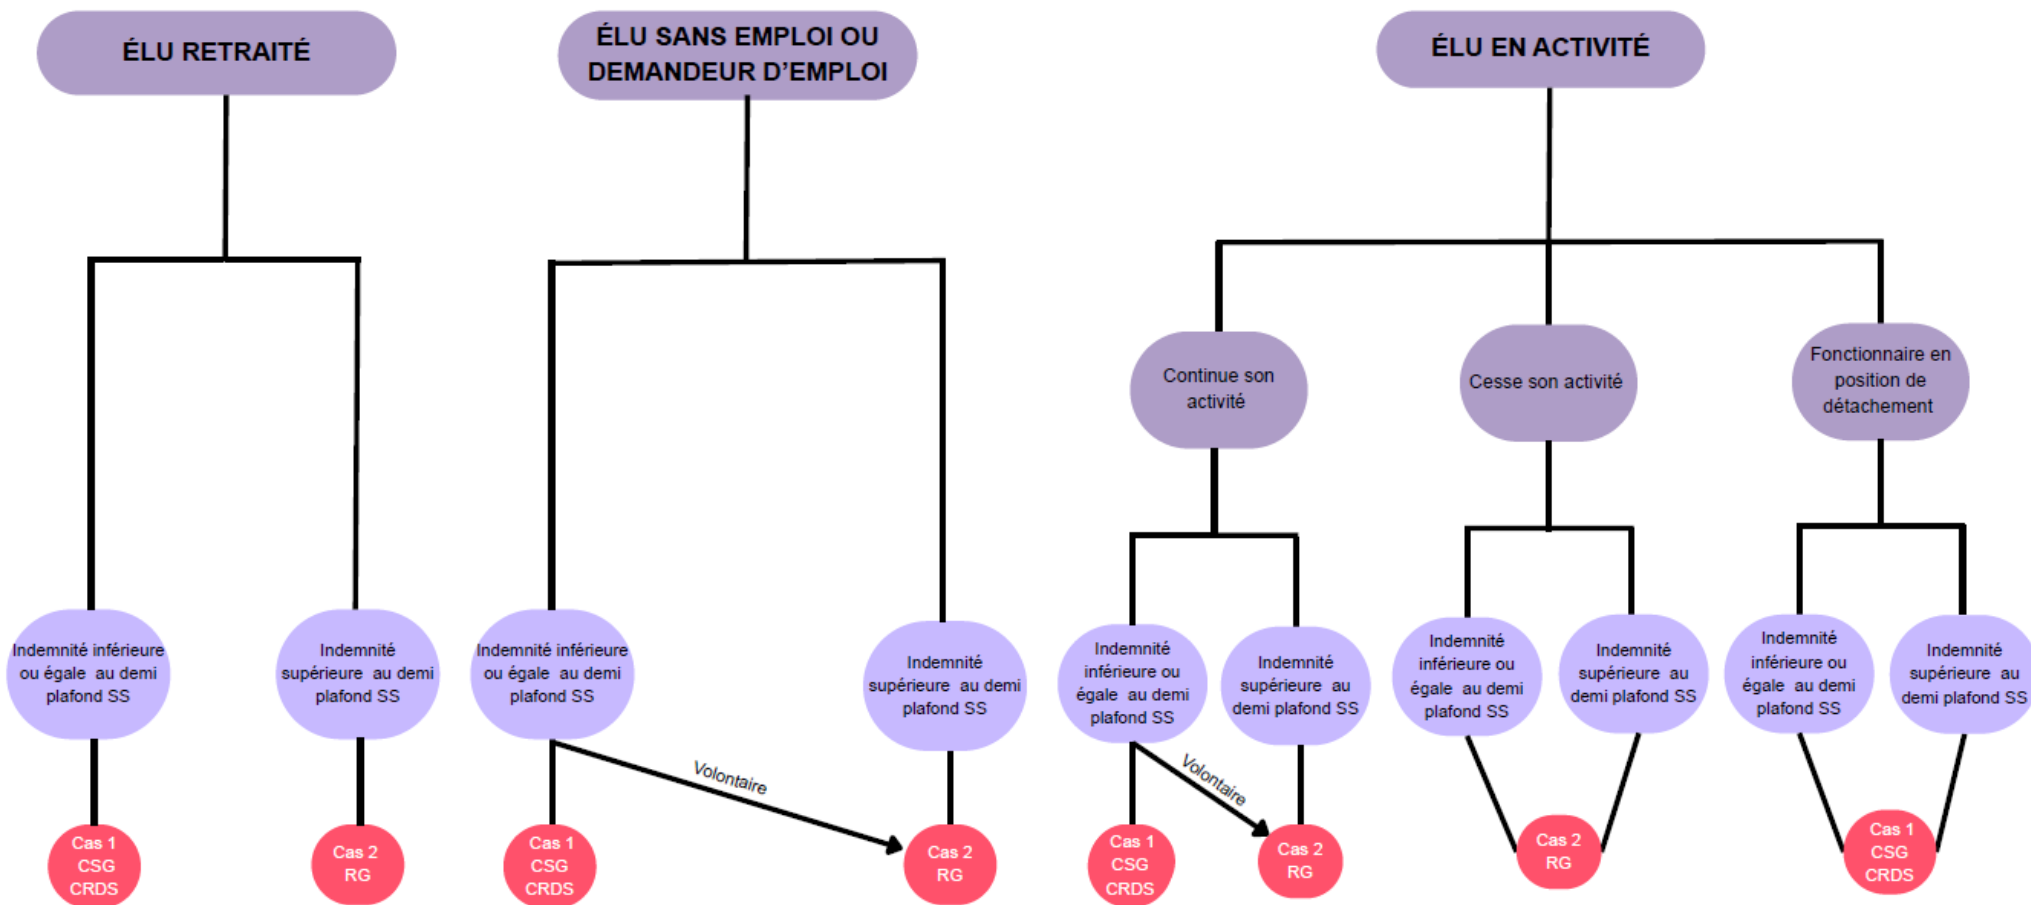 ÉLU RETRAITÉ
ÉLU SANS EMPLOI OU
DEMANDEUR D'EMPLOI
ÉLU EN ACTIVITÉ
Continue son
activité
Cesse son activité
Fonctionnaire en
position de
détachement
Indemnité inférieure
ou égale au demi
plafond SS
Indemnité
supérieure au demi
plafond SS
Indemnité inférieure
ou égale au demi
plafond SS
Indemnité
supérieure au demi
plafond SS
Indemnité
inférieure ou
égale au demi
plafond SS
Indemnité
supérieure au
demi plafond SS
Indemnité
inférieure ou
égale au demi
plafond SS
Indemnité
supérieure au
demi plafond SS
Indemnité
inférieure ou
égale au demi
plafond SS
Indemnité
supérieure au
demi plafond SS
Volontaire
Volontaire
Cas 1
CSG
CRDS
Cas 2
RG
Cas 1
CSG
CRDS
Cas 2
RG
Cas 1
CSG
CRDS
Cas 2
RG
Cas 2
RG
Cas 1
CSG
CRDS